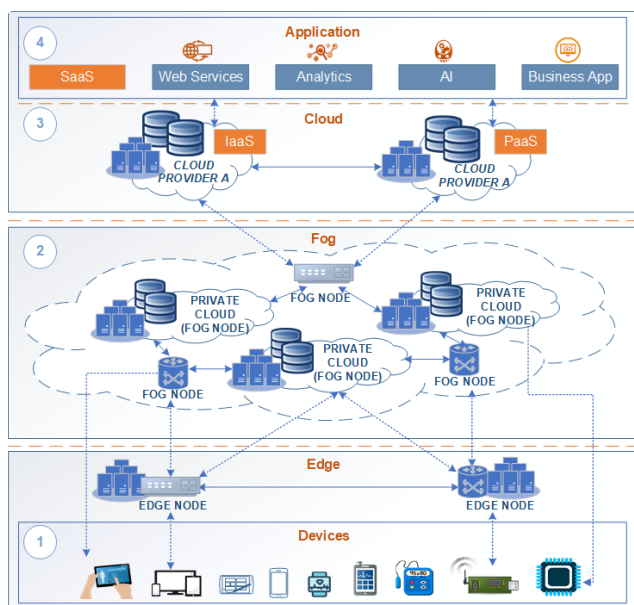 4
Application
SaaS
Web Services
Analytics
AI
Business App
3
Cloud
IaaS
PaaS
CLOUD
PROVIDER A
CLOUD
PROVIDER A
2
Fog
FOG NODE
PRIVATE
CLOUD
(FOG NODE)
PRIVATE
CLOUD
(FOG NODE)
PRIVATE
CLOUD
(FOG NODE)
FOG NODE
FOG NODE
Edge
EDGE NODE
EDGE NODE
1
Devices